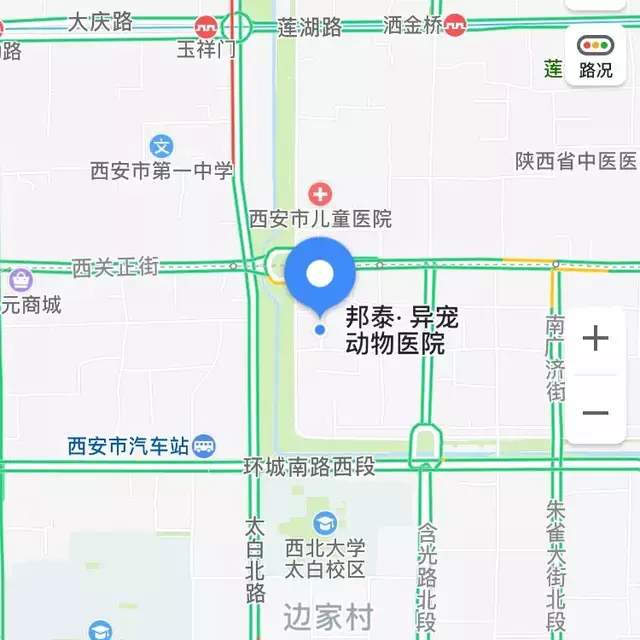 大庆路
莲湖路
洒金桥
玉祥门
路
莲
路况
西安市第一中学
陕西省中医医
西安市儿童医院
西关正街
元商城
邦泰·异宠
动物医院
南广济街
西安市汽车站
环城南路西段
太白北路
西北大学
太白校区
含光路北段
朱雀大街北段
边家村